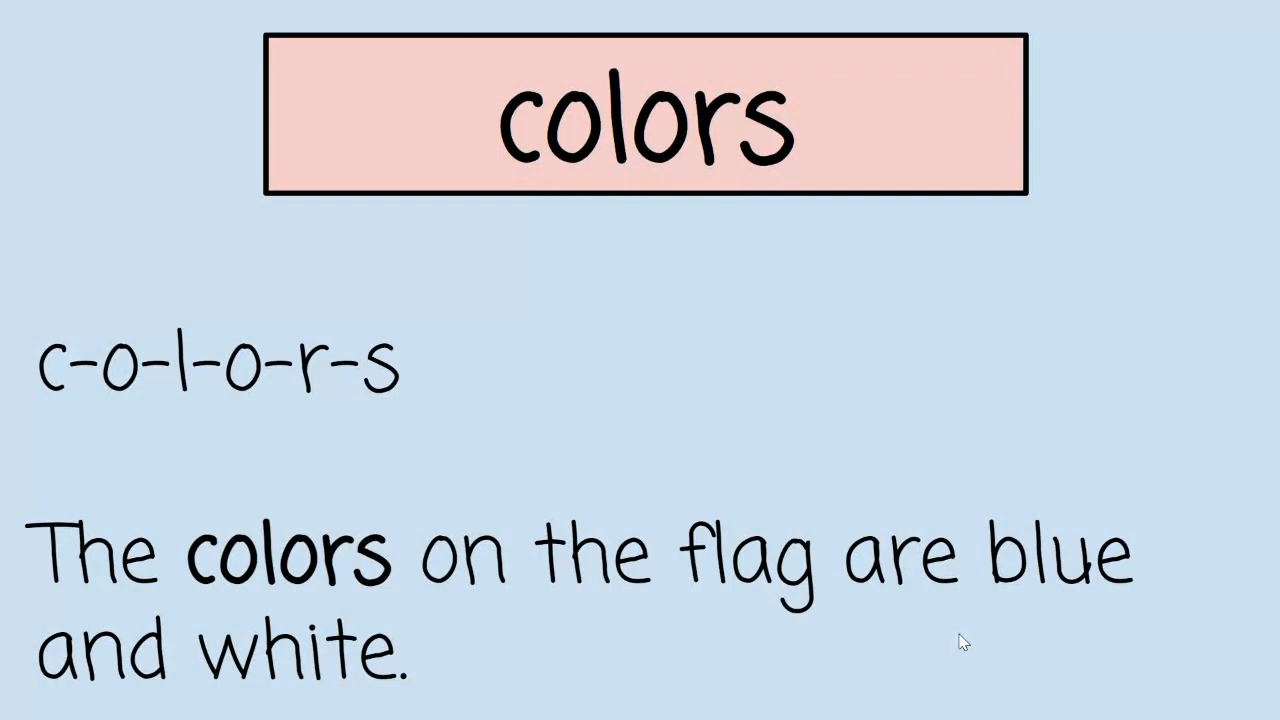 colors
c-o-l-o-r-s
The colors on the flag are blue
and white.